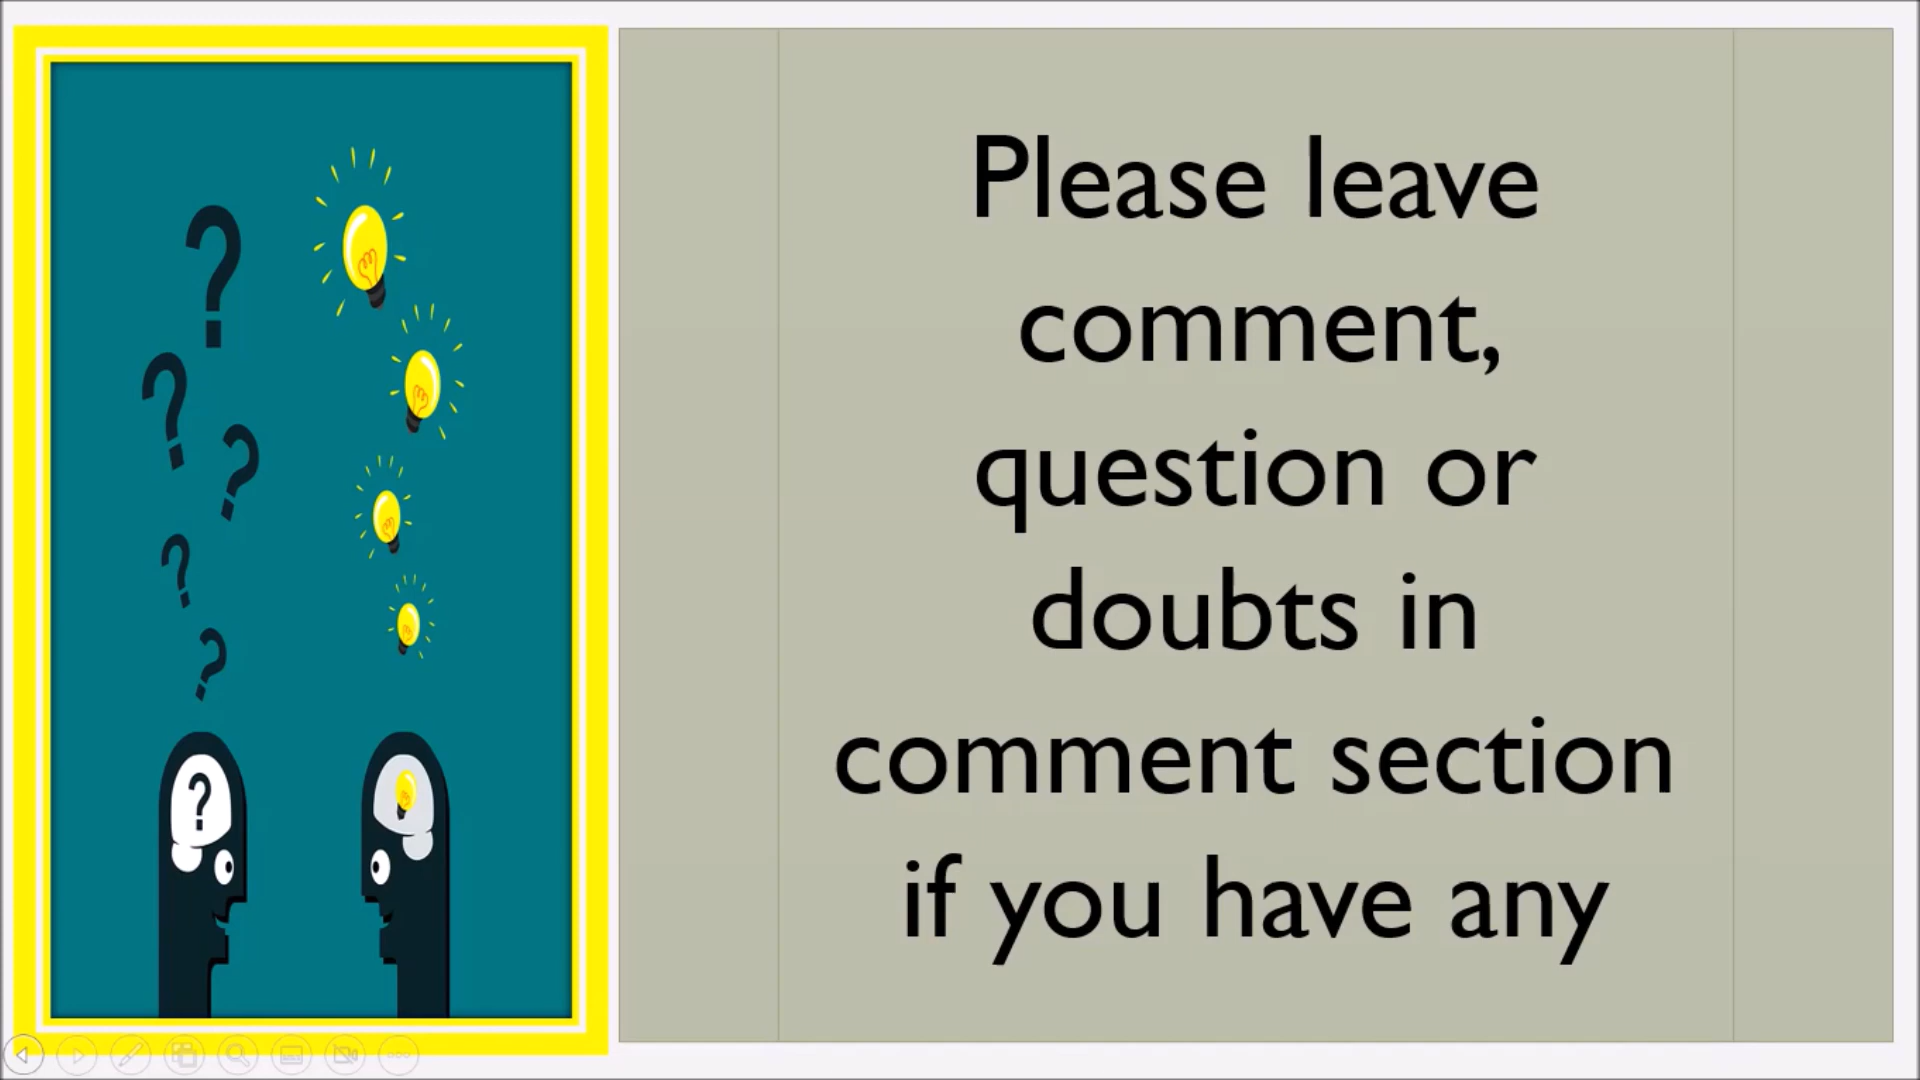 Please leave
comment,
question or
doubts in
comment section
if you have any